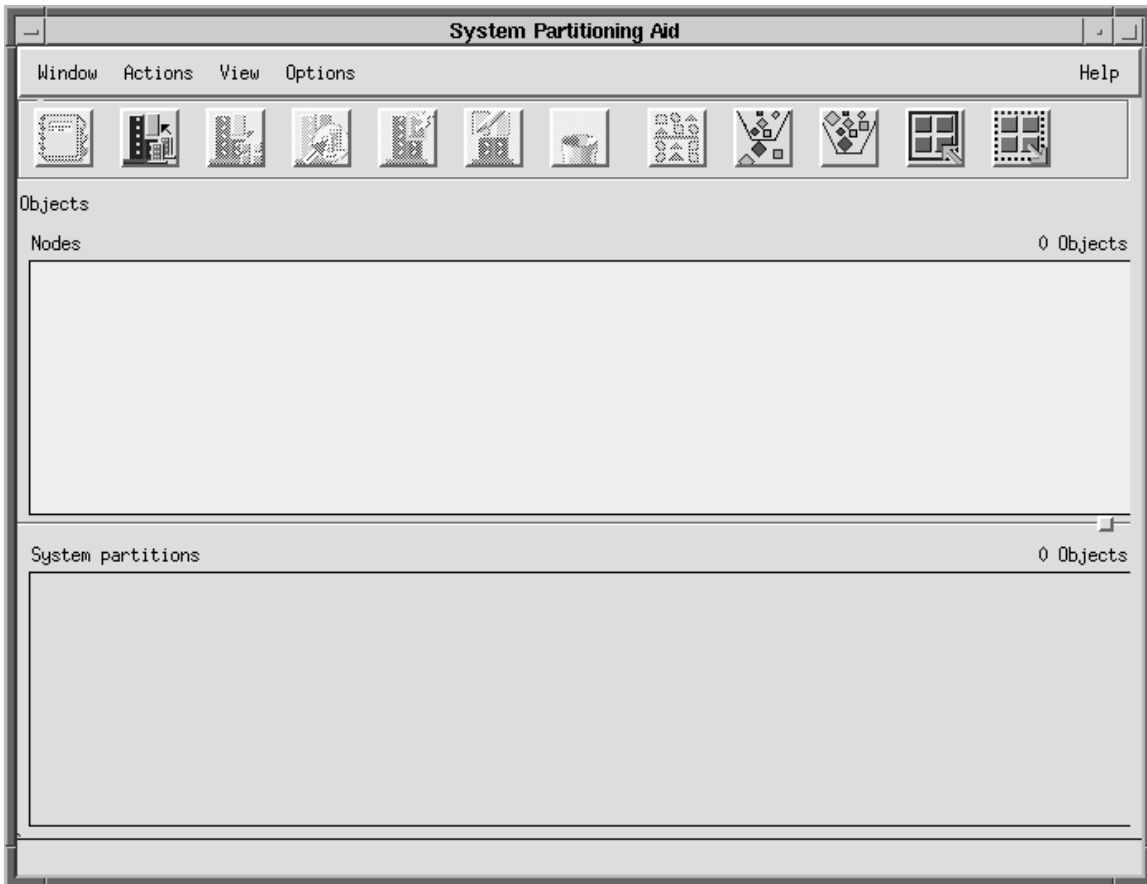 System Partitioning Aid
Window Actions View Options Help
Objects
Nodes 0 Objects
System partitions 0 Objects